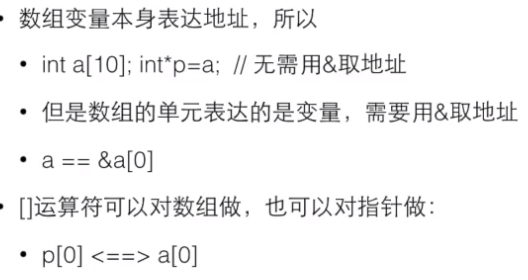 • 数组变量本身表达地址，所以
• int a[10]; int*p=a;  // 无需用&取地址
• 但是数组的单元表达的是变量，需要用&取地址
• a == &a[0]
• []运算符可以对数组做，也可以对指针做：
• p[0] <==> a[0]